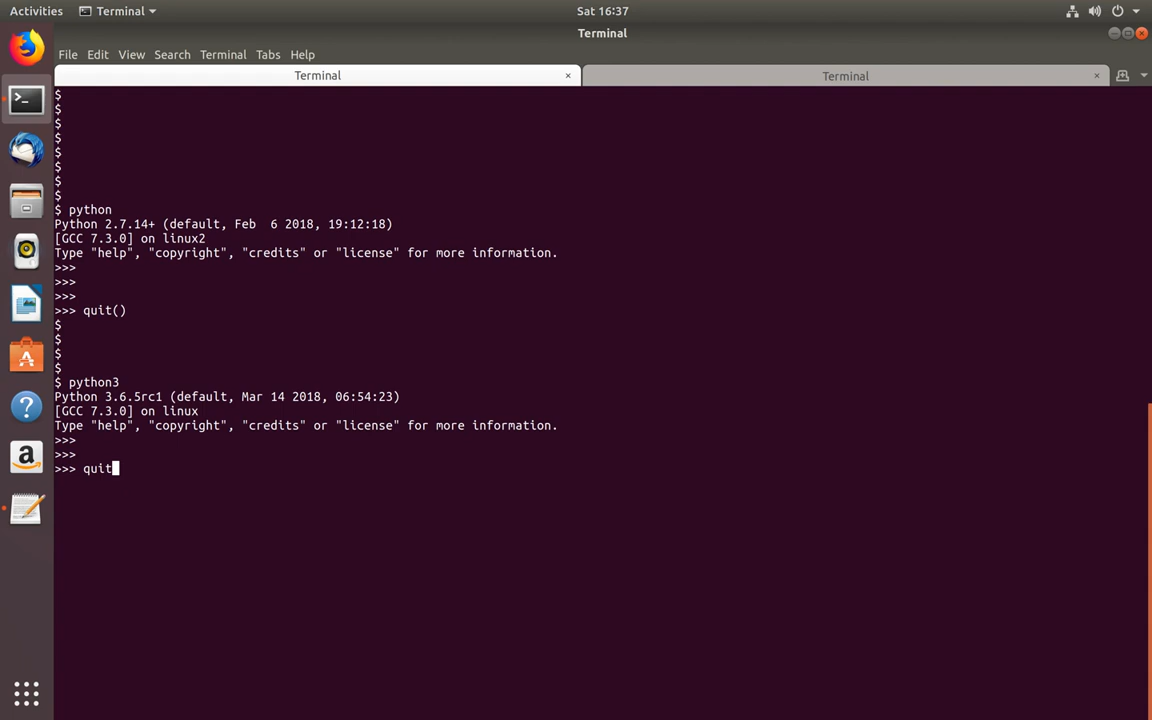 Activities Terminal Sat 16:37
Terminal
File Edit View Search Terminal Tabs Help
Terminal × Terminal ×
$
$
$
$
$
$
$
$
$ python
Python 2.7.14+ (default, Feb  6 2018, 19:12:18)
[GCC 7.3.0] on linux2
Type "help", "copyright", "credits" or "license" for more information.
>>>
>>>
>>>
>>> quit()
$
$
$
$
$ python3
Python 3.6.5rc1 (default, Mar 14 2018, 06:54:23)
[GCC 7.3.0] on linux
Type "help", "copyright", "credits" or "license" for more information.
>>>
>>>
>>> quit